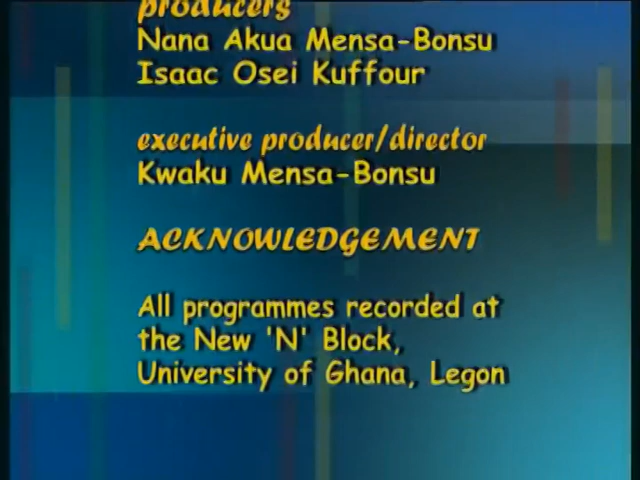 producers
Nana Akua Mensa-Bonsu
Isaac Osei Kuffour
executive producer/director
Kwaku Mensa-Bonsu
ACKNOWLEDGEMENT
All programmes recorded at
the New 'N' Block,
University of Ghana, Legon